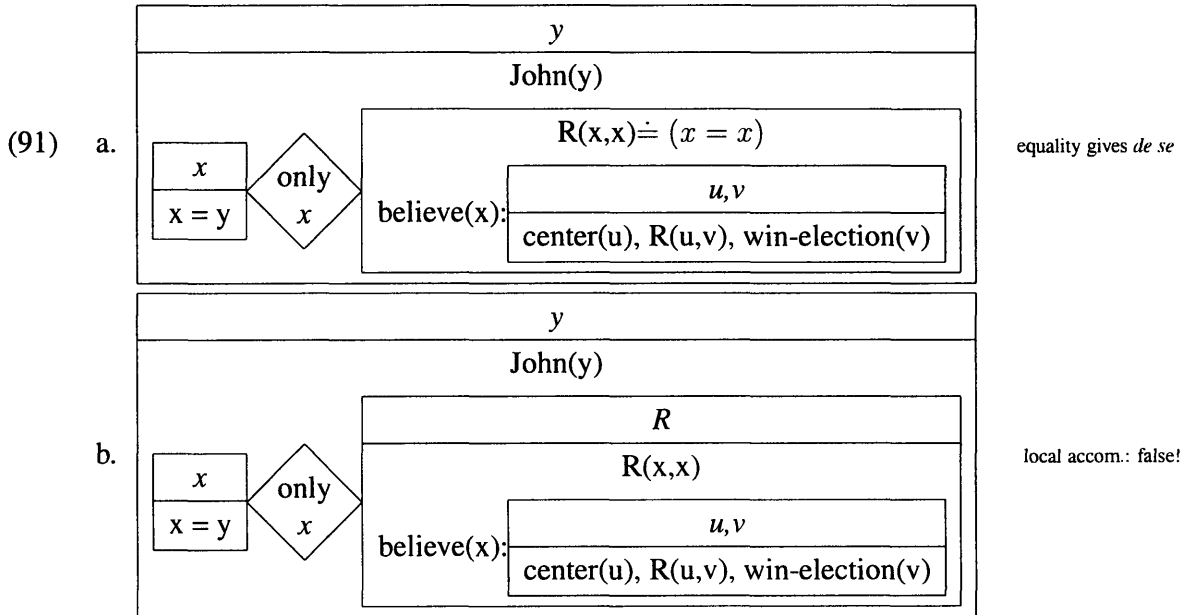 y
John(y)
(91) a.
x
x = y
only
x
R(x,x)≐ (x = x)
believe(x):
u,v
center(u), R(u,v), win-election(v)
equality gives de se
y
John(y)
b.
x
x = y
only
x
R
R(x,x)
believe(x):
u,v
center(u), R(u,v), win-election(v)
local accom.: false!